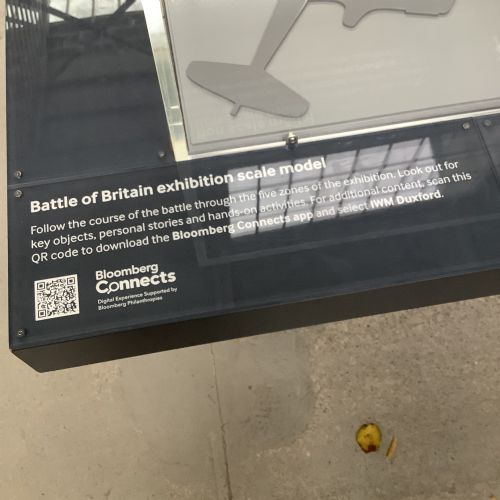 Battle of Britain exhibition scale model
Follow the course of the battle through the five zones of the exhibition. Look out for
key objects, personal stories and hands-on activities. For additional content, scan this
QR code to download the Bloomberg Connects app and select IWM Duxford.
Bloomberg
Connects
Digital Experience Supported by
Bloomberg Philanthropies